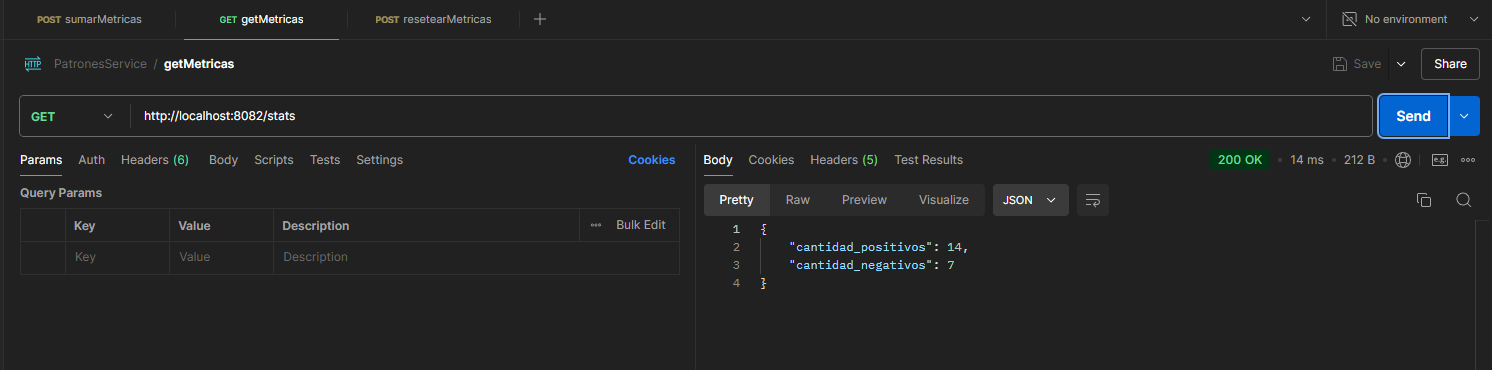 POST sumarMetricas GET getMetricas POST resetearMetricas No environment
HTTP PatronesService / getMetricas Save Share
GET http://localhost:8082/stats Send
Params Auth Headers (6) Body Scripts Tests Settings Cookies
Query Params
Key Value Description Bulk Edit
Key Value Description
Body Cookies Headers (5) Test Results 200 OK • 14 ms • 212 B e.g.
Pretty Raw Preview Visualize JSON
1 {
2 "cantidad_positivos": 14,
3 "cantidad_negativos": 7
4 }